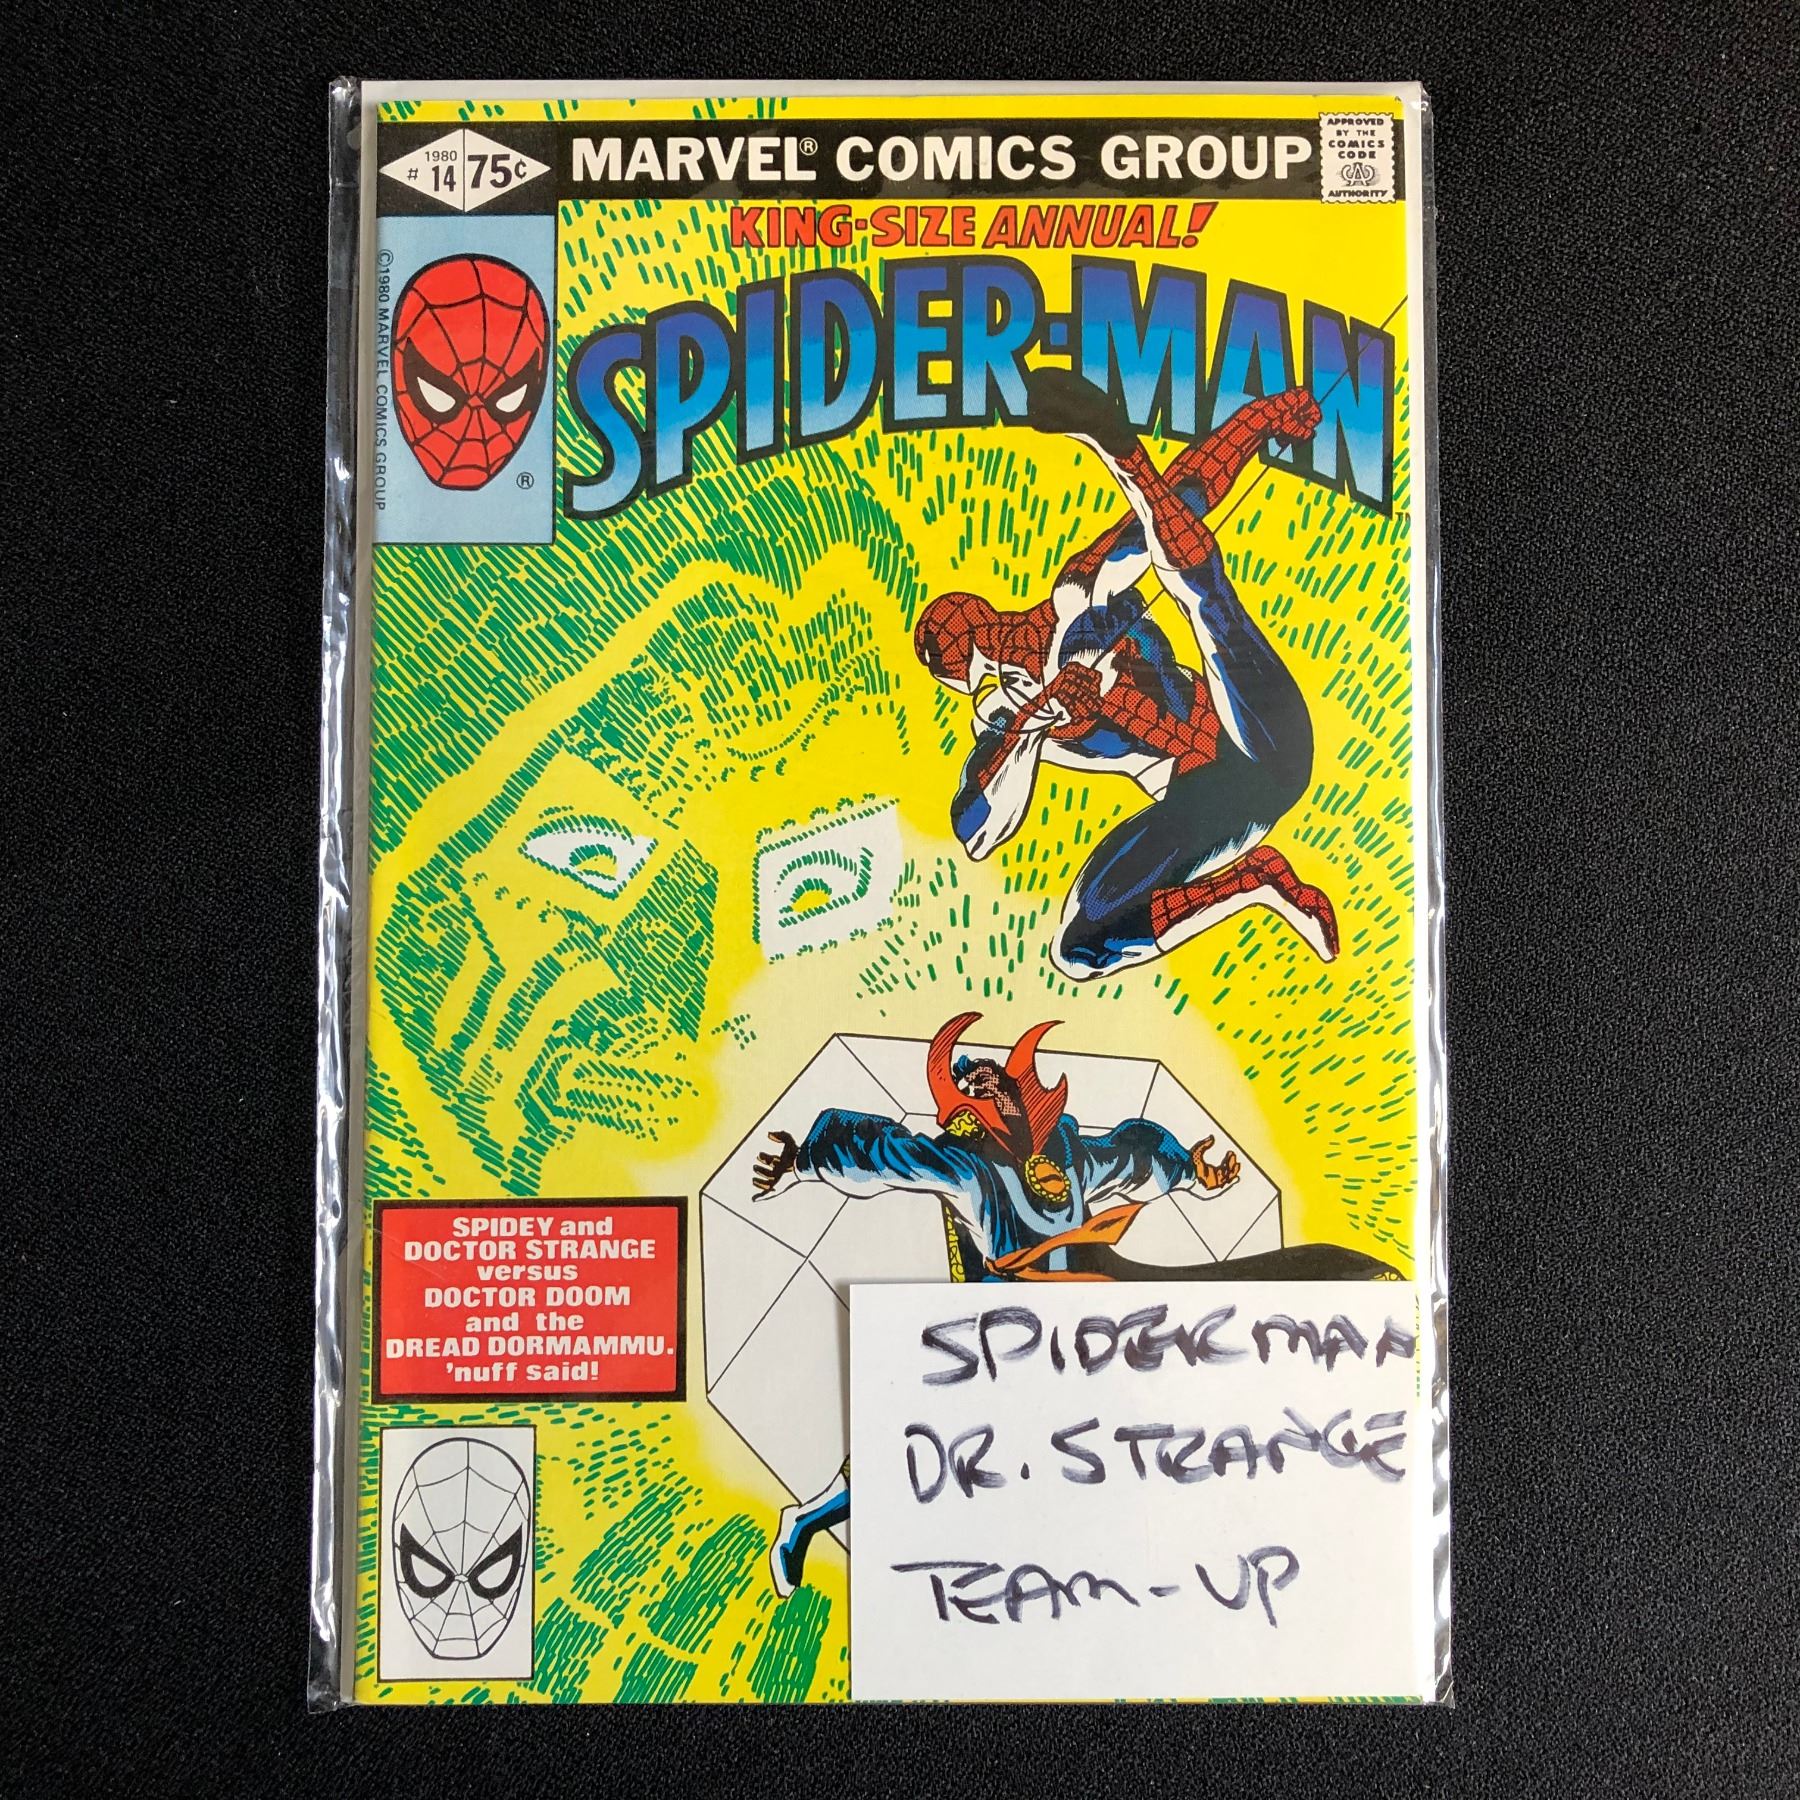 1980
# 14
75¢
MARVEL® COMICS GROUP
APPROVED
BY THE
COMICS
CODE
CA
AUTHORITY
KING-SIZE ANNUAL!
SPIDER-MAN
TM
®
©1980 MARVEL COMICS GROUP
SPIDEY and
DOCTOR STRANGE
versus
DOCTOR DOOM
and the
DREAD DORMAMMU.
'nuff said!
SPIDERMAN
DR. STRANGE
TEAM-UP